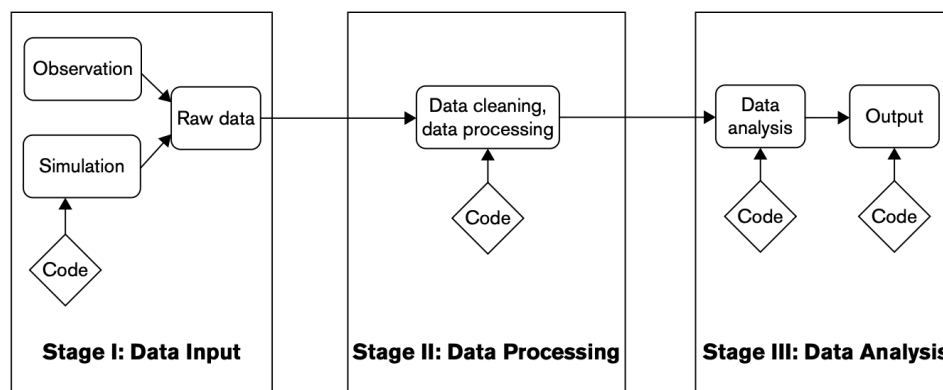 Observation
Simulation
Code
Raw data
Stage I: Data Input
Data cleaning,
data processing
Code
Stage II: Data Processing
Data
analysis
Output
Code
Code
Stage III: Data Analysis